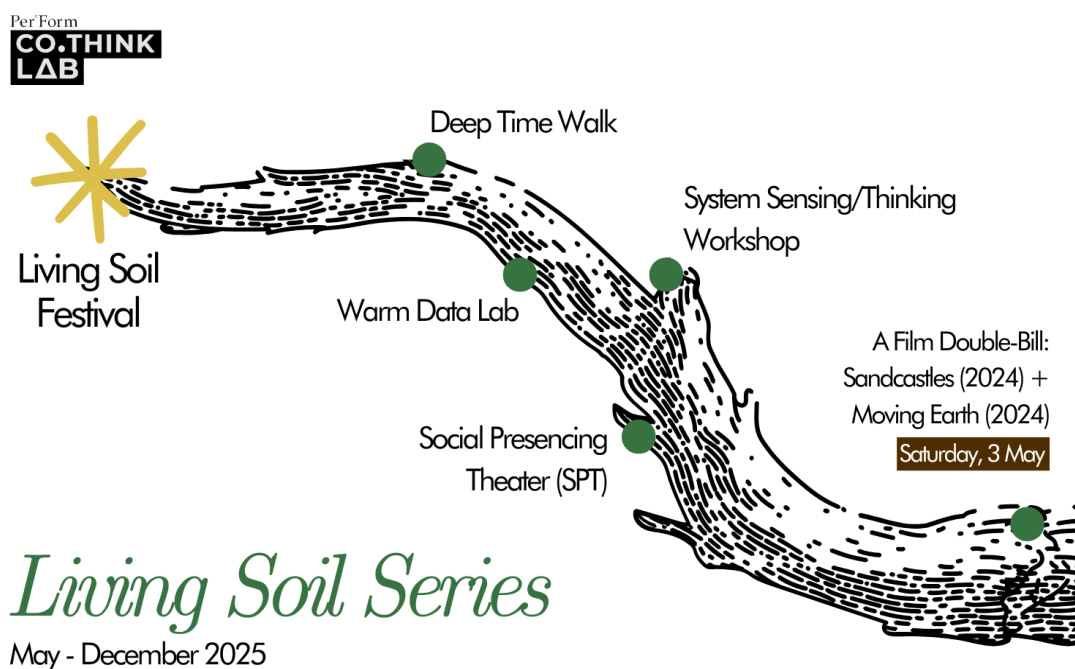 Per°Form
CO.THINK
LAB
Deep Time Walk
System Sensing/Thinking
Workshop
Living Soil
Festival
Warm Data Lab
A Film Double-Bill:
Sandcastles (2024) +
Moving Earth (2024)
Saturday, 3 May
Social Presencing
Theater (SPT)
Living Soil Series
May - December 2025